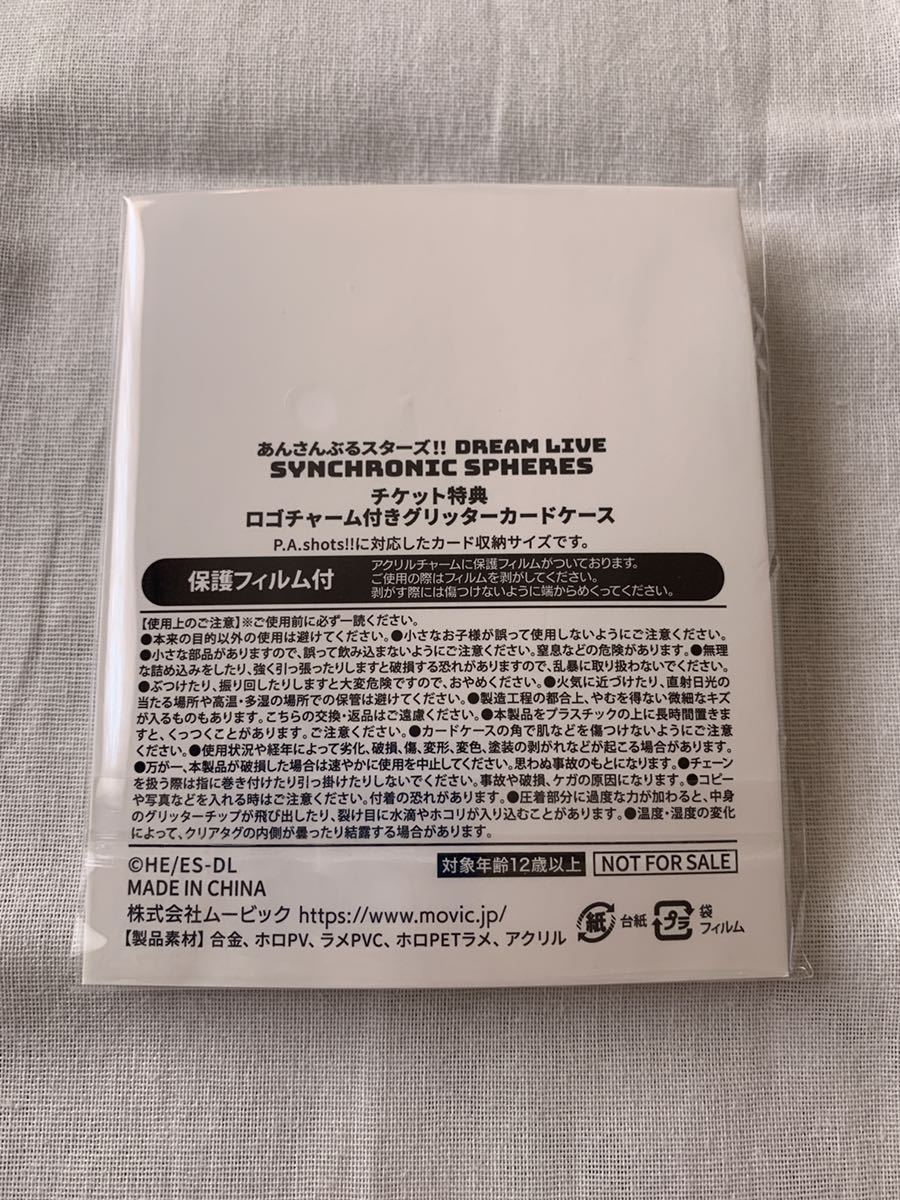 あんさんぶるスターズ!! DREAM LIVE
SYNCHRONIC SPHERES
チケット特典
ロゴチャーム付きグリッターカードケース
P.A.shots!!に対応したカード収納サイズです。
保護フィルム付
アクリルチャームに保護フィルムがついております。
ご使用の際はフィルムを剥がしてください。
剥がす際には傷つけないように端からめくってください。
【使用上のご注意】※ご使用前に必ず一読ください。
●本来の目的以外の使用は避けてください。●小さなお子様が誤って使用しないようにご注意ください。
●小さな部品がありますので、誤って飲み込まないようにご注意ください。窒息などの危険があります。●無理
な詰め込みをしたり、強く引っ張ったりしますと破損する恐れがありますので、乱暴に取り扱わないでください。
●ぶつけたり、振り回したりしますと大変危険ですので、おやめください。●火気に近づけたり、直射日光の
当たる場所や高温・多湿の場所での保管は避けてください。●製造工程の都合上、やむを得ない微細なキズ
が入るものもあります。こちらの交換・返品はご遠慮ください。●本製品をプラスチックの上に長時間置きま
すと、くっつくことがあります。ご注意ください。●カードケースの角で肌などを傷つけないようにご注意
ください。●使用状況や経年によって劣化、破損、傷、変形、変色、塗装の剥がれなどが起こる場合があります。
●万が一、本製品が破損した場合は速やかに使用を中止してください。思わぬ事故のもとになります。●チェーン
を扱う際は指に巻き付けたり引っ掛けたりしないでください。事故や破損、ケガの原因になります。●コピー
や写真などを入れる時はご注意ください。付着の恐れがあります。●圧着部分に過度な力が加わると、中身
のグリッターチップが飛び出したり、裂け目に水滴やホコリが入り込むことがあります。●温度・湿度の変化
によって、クリアタグの内側が曇ったり結露する場合があります。
©HE/ES-DL
対象年齢12歳以上
NOT FOR SALE
MADE IN CHINA
株式会社ムービック https://www.movic.jp/
【製品素材】合金、ホロPV、ラメPVC、ホロPETラメ、アクリル
紙
台紙
プラ
袋
フィルム